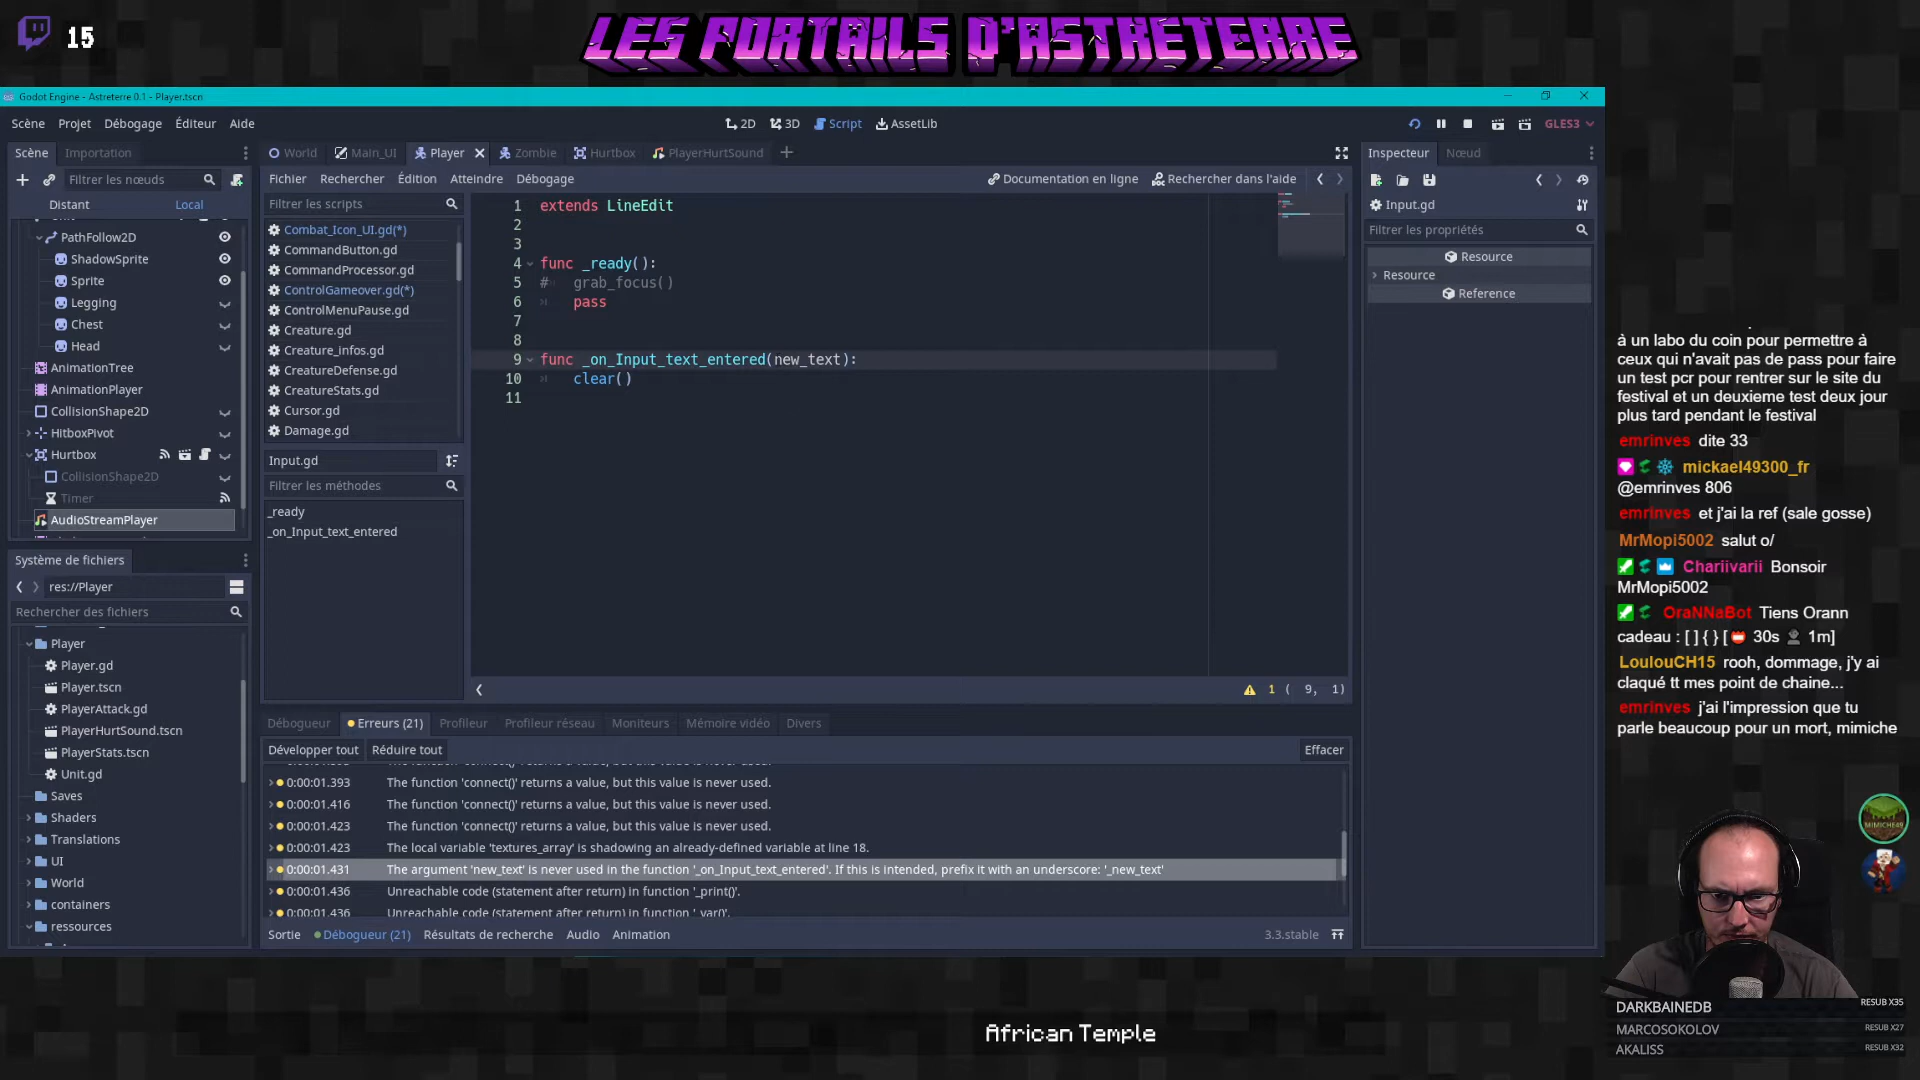 15
LES PORTAILS D'ASTRETERRE
Godot Engine - Astreterre 0.1 - Player.tscn
Scène Projet Débogage Éditeur Aide
2D 3D Script AssetLib
GLES3
Scène Importation
World Main_UI Player Zombie Hurtbox PlayerHurtSound
Inspecteur Nœud
Filtrer les nœuds
Fichier Rechercher Édition Atteindre Débogage
Documentation en ligne Rechercher dans l'aide
Distant Local
PathFollow2D
ShadowSprite
Sprite
Legging
Chest
Head
AnimationTree
AnimationPlayer
CollisionShape2D
HitboxPivot
Hurtbox
CollisionShape2D
Timer
AudioStreamPlayer
Système de fichiers
res://Player
Rechercher des fichiers
Player
Player.gd
Player.tscn
PlayerAttack.gd
PlayerHurtSound.tscn
PlayerStats.tscn
Unit.gd
Saves
Shaders
Translations
UI
World
containers
ressources
Filtrer les scripts
Combat_Icon_UI.gd(*)
CommandButton.gd
CommandProcessor.gd
ControlGameover.gd(*)
ControlMenuPause.gd
Creature.gd
Creature_infos.gd
CreatureDefense.gd
CreatureStats.gd
Cursor.gd
Damage.gd
Input.gd
Filtrer les méthodes
_ready
_on_Input_text_entered
1 extends LineEdit
2
3
4 func _ready():
5 # grab_focus()
6 pass
7
8
9 func _on_Input_text_entered(new_text):
10 clear()
11
1 ( 9, 1)
Input.gd
Filtrer les propriétés
Resource
Resource
Reference
Débogueur Erreurs (21) Profileur Profileur réseau Moniteurs Mémoire vidéo Divers
Développer tout Réduire tout Effacer
0:00:01.393 The function 'connect()' returns a value, but this value is never used.
0:00:01.416 The function 'connect()' returns a value, but this value is never used.
0:00:01.423 The function 'connect()' returns a value, but this value is never used.
0:00:01.423 The local variable 'textures_array' is shadowing an already-defined variable at line 18.
0:00:01.431 The argument 'new_text' is never used in the function '_on_Input_text_entered'. If this is intended, prefix it with an underscore: '_new_text'
0:00:01.436 Unreachable code (statement after return) in function '_print()'.
0:00:01.436 Unreachable code (statement after return) in function '_var()'.
Sortie Débogueur (21) Résultats de recherche Audio Animation
3.3.stable
à un labo du coin pour permettre à
ceux qui n'avait pas de pass pour faire
un test pcr pour rentrer sur le site du
festival et un deuxieme test deux jour
plus tard pendant le festival
emrinves dite 33
mickael49300_fr
@emrinves 806
emrinves et j'ai la ref (sale gosse)
MrMopi5002 salut o/
Chariivarii Bonsoir
MrMopi5002
OraNNaBot Tiens Orann
cadeau : [ ] { } [ 30s 1m]
LoulouCH15 rooh, dommage, j'y ai
claqué tt mes point de chaine...
emrinves j'ai l'impression que tu
parle beaucoup pour un mort, mimiche
MIMICHE49
DARKBAINEDB RESUB X35
MARCOSOKOLOV RESUB X27
AKALISS RESUB X32
African Temple